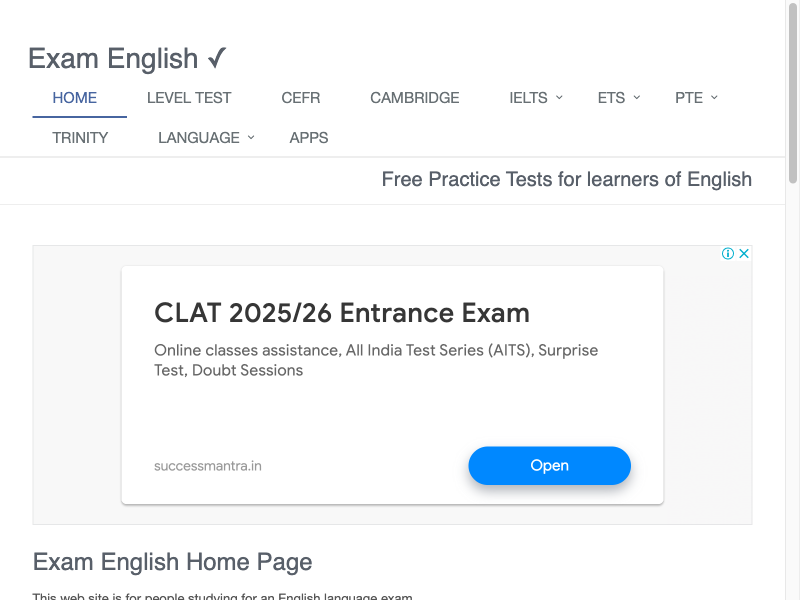 Exam English ✓
HOME LEVEL TEST CEFR CAMBRIDGE IELTS ETS PTE
TRINITY LANGUAGE APPS
Free Practice Tests for learners of English
CLAT 2025/26 Entrance Exam
Online classes assistance, All India Test Series (AITS), Surprise
Test, Doubt Sessions
successmantra.in
Open
Exam English Home Page
This web site is for people studying for an English language exam.